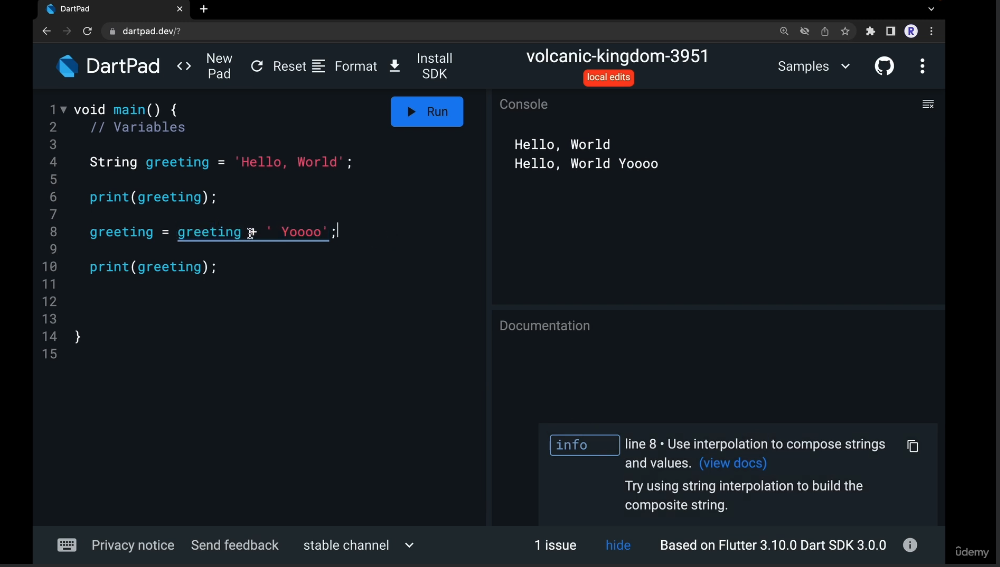 DartPad
dartpad.dev/?
R
DartPad
<> New Pad
Reset
Format
Install SDK
volcanic-kingdom-3951
local edits
Samples
1 void main() {
2 // Variables
3
4 String greeting = 'Hello, World';
5
6 print(greeting);
7
8 greeting = greeting + ' Yoooo';
9
10 print(greeting);
11
12
13
14 }
15
Run
Console
Hello, World
Hello, World Yoooo
Documentation
info
line 8 • Use interpolation to compose strings
and values. (view docs)
Try using string interpolation to build the
composite string.
Privacy notice
Send feedback
stable channel
1 issue
hide
Based on Flutter 3.10.0 Dart SDK 3.0.0
ûdemy